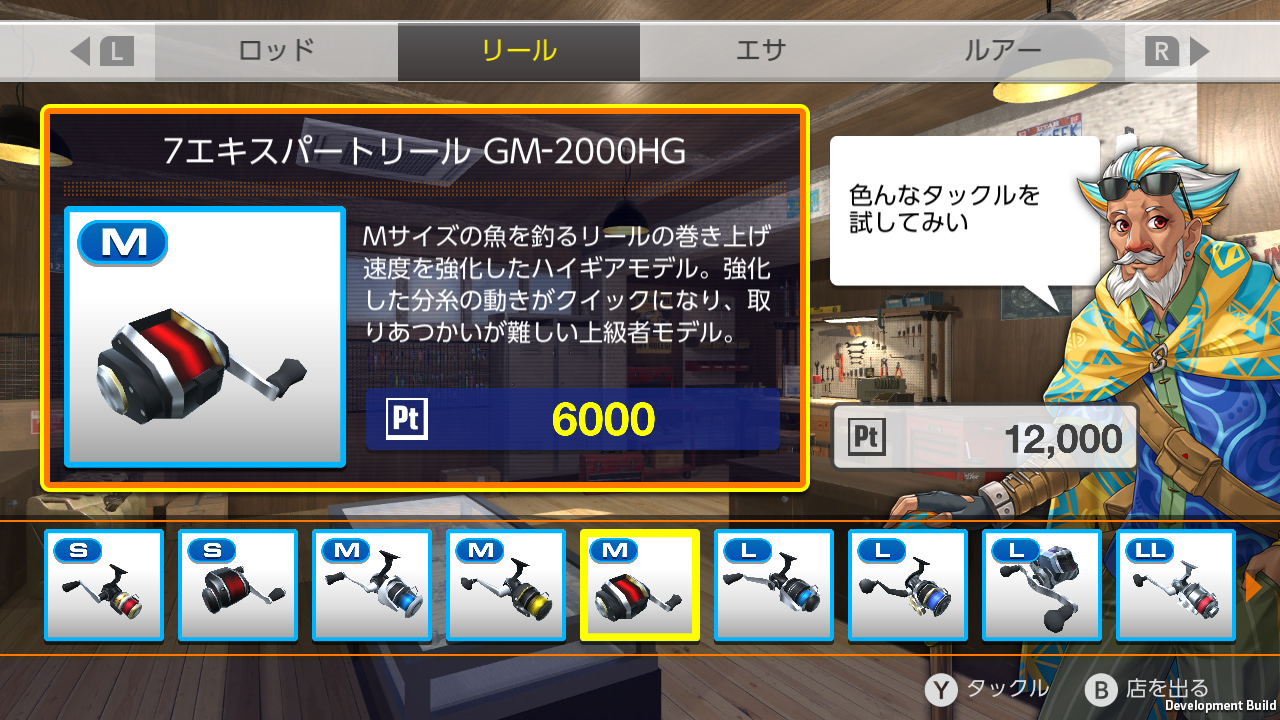 L
ロッド
リール
エサ
ルアー
R
7エキスパートリール GM-2000HG
M
Mサイズの魚を釣るリールの巻き上げ
速度を強化したハイギアモデル。強化
した分糸の動きがクイックになり、取
りあつかいが難しい上級者モデル。
Pt 6000
色んなタックルを
試してみい
Pt 12,000
S
S
M
M
M
L
L
L
LL
Y タックル
B 店を出る
Development Build